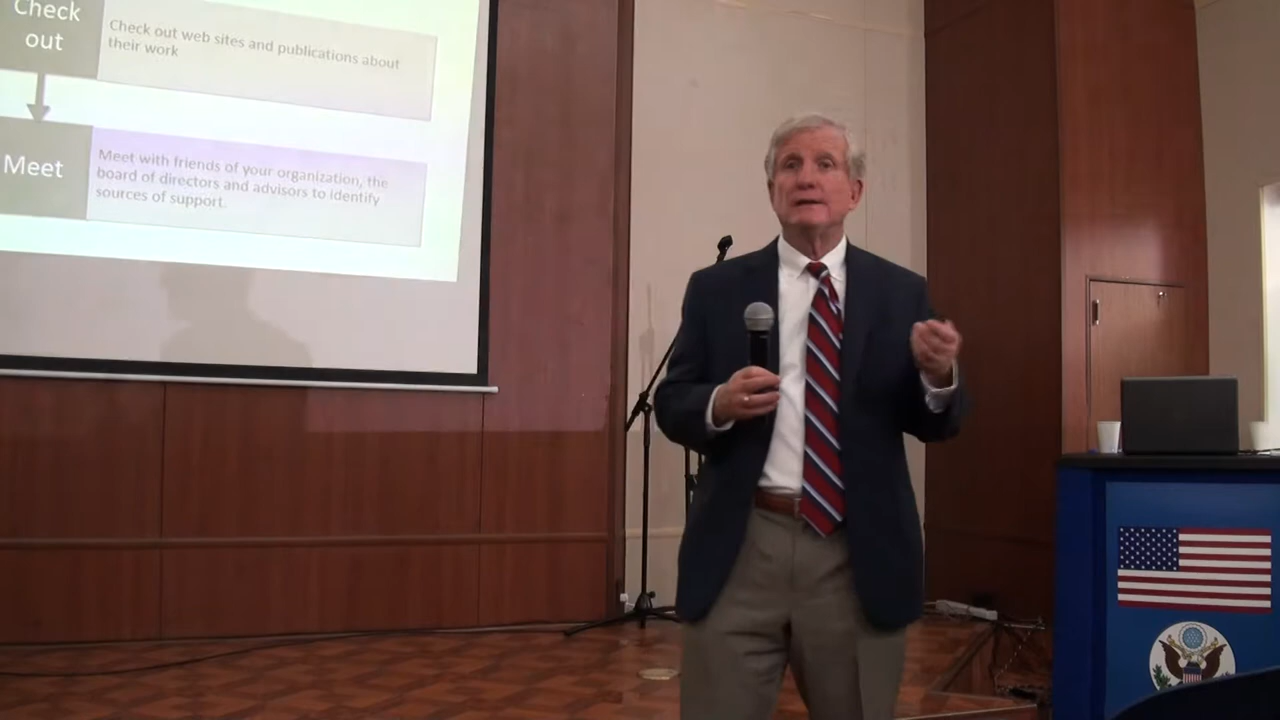 Check
out
Check out web sites and publications about
their work
Meet
Meet with friends of your organization, the
board of directors and advisors to identify
sources of support.